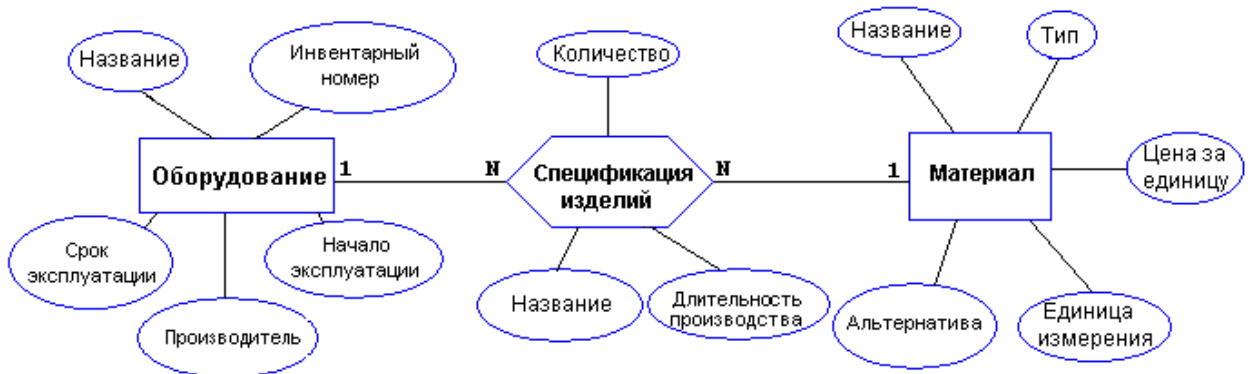 Название
Инвентарный
номер
Количество
Название
Тип
Оборудование
1
N
Спецификация
изделий
N
1
Материал
Цена за
единицу
Срок
эксплуатации
Начало
эксплуатации
Производитель
Название
Длительность
производства
Альтернатива
Единица
измерения